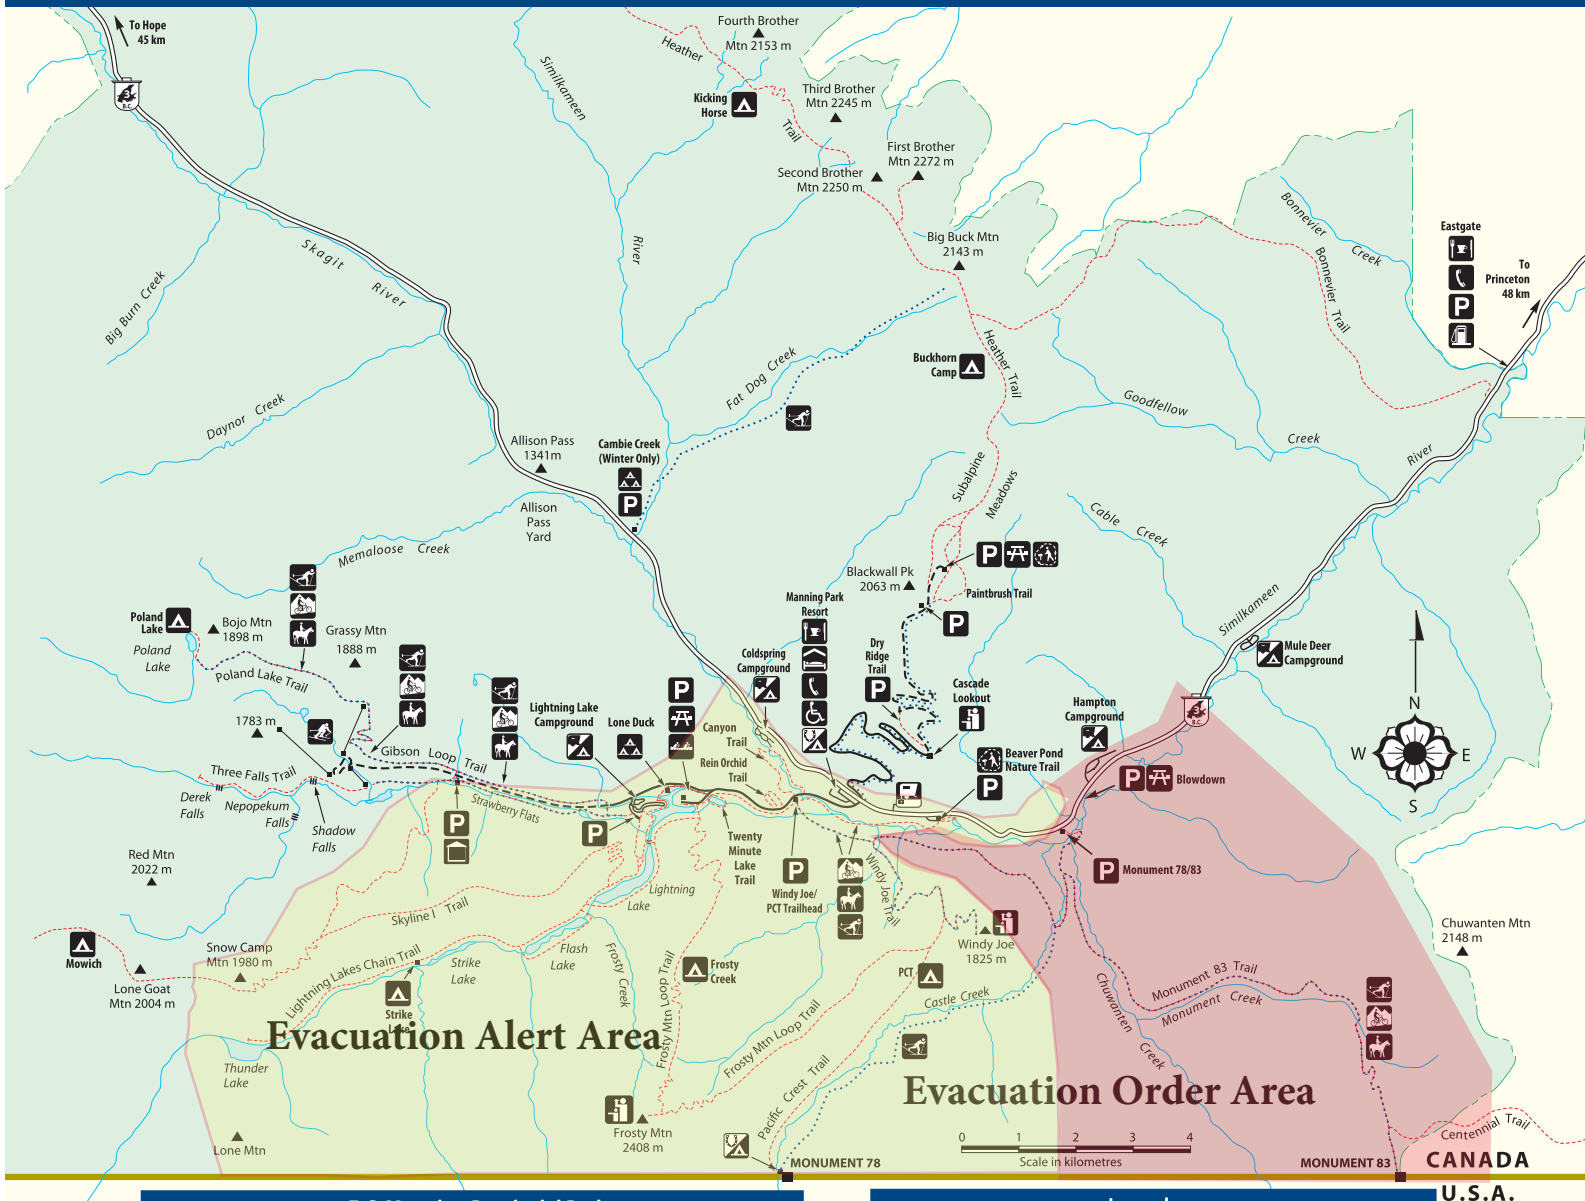 To Hope
45 km
3
B.C.
Fourth Brother
Mtn 2153 m
Heather
Trail
Similkameen
River
Kicking
Horse
Third Brother
Mtn 2245 m
First Brother
Mtn 2272 m
Second Brother
Mtn 2250 m
Big Buck Mtn
2143 m
Bonnevier
Creek
Bonnevier Trail
Eastgate
P
To
Princeton
48 km
Skagit
River
Big Burn Creek
Daynor Creek
Fat Dog Creek
Buckhorn
Camp
Heather Trail
Goodfellow
Creek
River
Allison Pass
1341m
Cambie Creek
(Winter Only)
P
Allison
Pass
Yard
Subalpine
Meadows
Cable
Creek
Memaloose Creek
P
Blackwall Pk
2063 m
Paintbrush Trail
P
Similkameen
Mule Deer
Campground
Poland
Lake
Poland
Lake
Bojo Mtn
1898 m
Grassy Mtn
1888 m
Poland Lake Trail
1783 m
Manning Park
Resort
Coldspring
Campground
Dry
Ridge
Trail
P
Cascade
Lookout
Hampton
Campground
3
B.C.
N
W
E
S
Lightning Lake
Campground
Lone Duck
P
Canyon
Trail
Rein Orchid
Trail
Beaver Pond
Nature Trail
P
P
Blowdown
Gibson Loop Trail
Three Falls Trail
Derek
Falls
Nepopekum
Falls
Shadow
Falls
Strawberry Flats
P
P
Twenty
Minute
Lake
Trail
P
Windy Joe/
PCT Trailhead
Windy Joe Trail
P
Monument 78/83
Red Mtn
2022 m
Lightning
Lake
Skyline I Trail
Mowich
Snow Camp
Mtn 1980 m
Lone Goat
Mtn 2004 m
Lightning Lakes Chain Trail
Strike
Lake
Flash
Lake
Frosty Creek
Frosty Mtn Loop Trail
Frosty
Creek
PCT
Windy Joe
1825 m
Castle Creek
Chuwanten
Creek
Monument 83 Trail
Monument Creek
Chuwanten Mtn
2148 m
Strike
Lake
Evacuation Alert Area
Frosty Mtn Loop Trail
Pacific Crest Trail
Evacuation Order Area
Thunder
Lake
Lone Mtn
Frosty Mtn
2408 m
0 1 2 3 4
Scale in kilometres
Centennial Trail
MONUMENT 78
MONUMENT 83
CANADA
U.S.A.